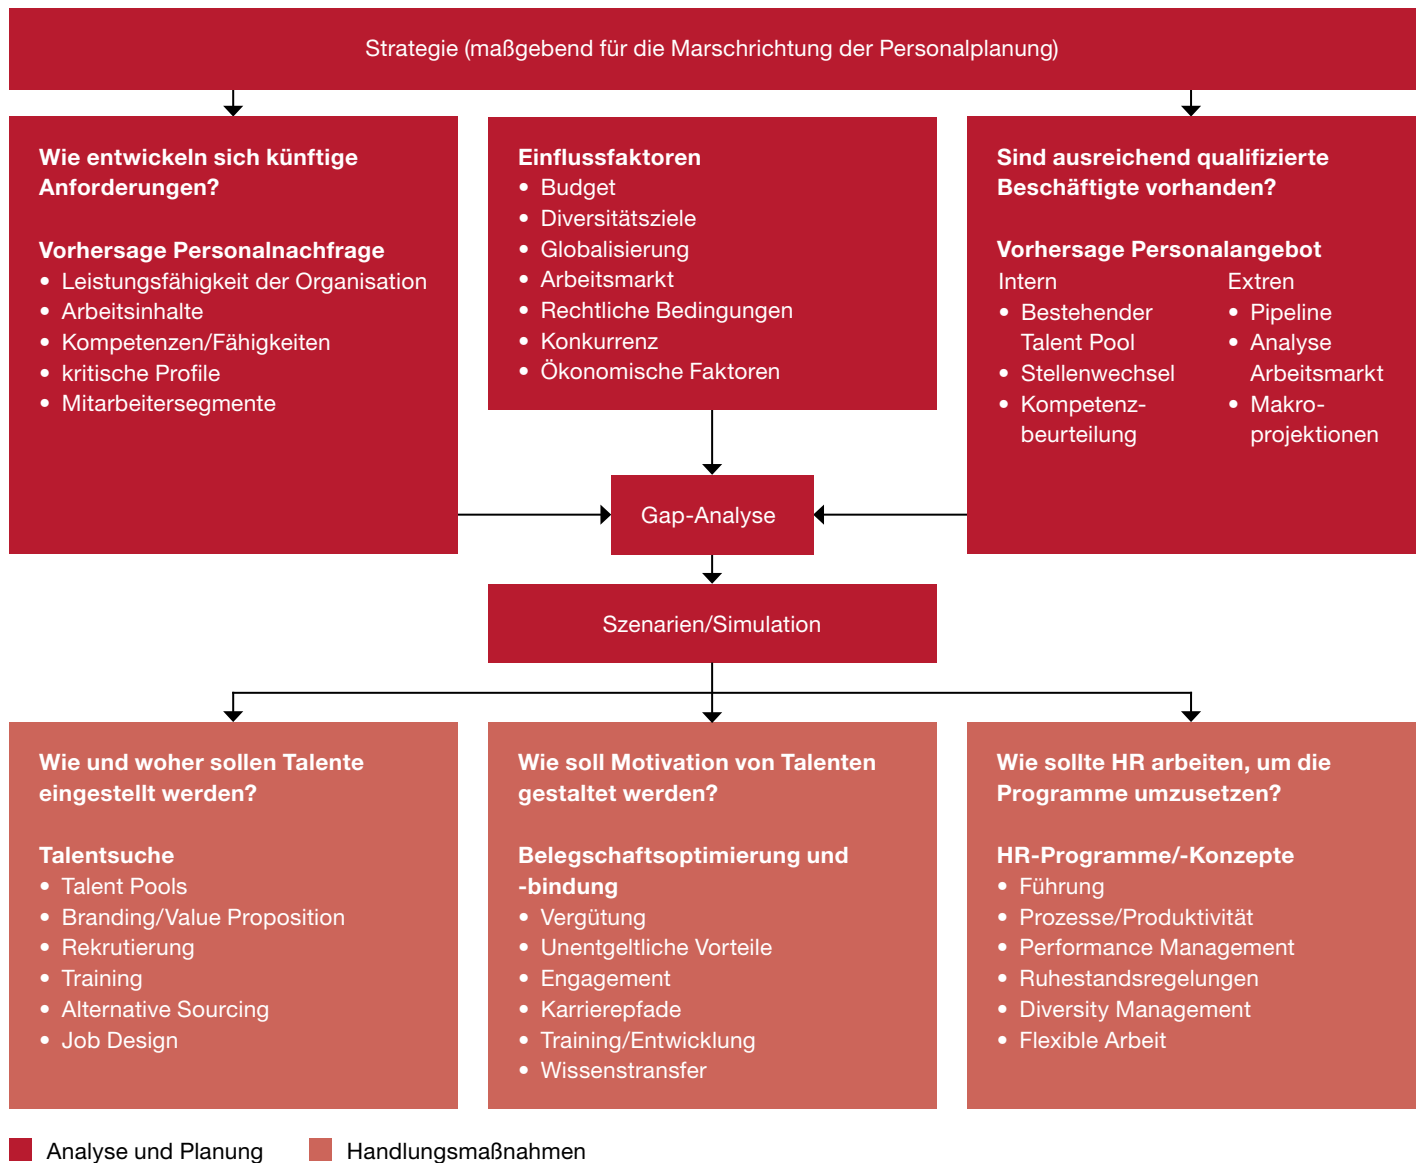 Strategie (maßgebend für die Marschrichtung der Personalplanung)
Wie entwickeln sich künftige
Anforderungen?
Vorhersage Personalnachfrage
• Leistungsfähigkeit der Organisation
• Arbeitsinhalte
• Kompetenzen/Fähigkeiten
• kritische Profile
• Mitarbeitersegmente
Einflussfaktoren
• Budget
• Diversitätsziele
• Globalisierung
• Arbeitsmarkt
• Rechtliche Bedingungen
• Konkurrenz
• Ökonomische Faktoren
Sind ausreichend qualifizierte
Beschäftigte vorhanden?
Vorhersage Personalangebot
Intern
• Bestehender
Talent Pool
• Stellenwechsel
• Kompetenz-
beurteilung
Extren
• Pipeline
• Analyse
Arbeitsmarkt
• Makro-
projektionen
Gap-Analyse
Szenarien/Simulation
Wie und woher sollen Talente
eingestellt werden?
Talentsuche
• Talent Pools
• Branding/Value Proposition
• Rekrutierung
• Training
• Alternative Sourcing
• Job Design
Wie soll Motivation von Talenten
gestaltet werden?
Belegschaftsoptimierung und
-bindung
• Vergütung
• Unentgeltliche Vorteile
• Engagement
• Karrierepfade
• Training/Entwicklung
• Wissenstransfer
Wie sollte HR arbeiten, um die
Programme umzusetzen?
HR-Programme/-Konzepte
• Führung
• Prozesse/Produktivität
• Performance Management
• Ruhestandsregelungen
• Diversity Management
• Flexible Arbeit
Analyse und Planung
Handlungsmaßnahmen